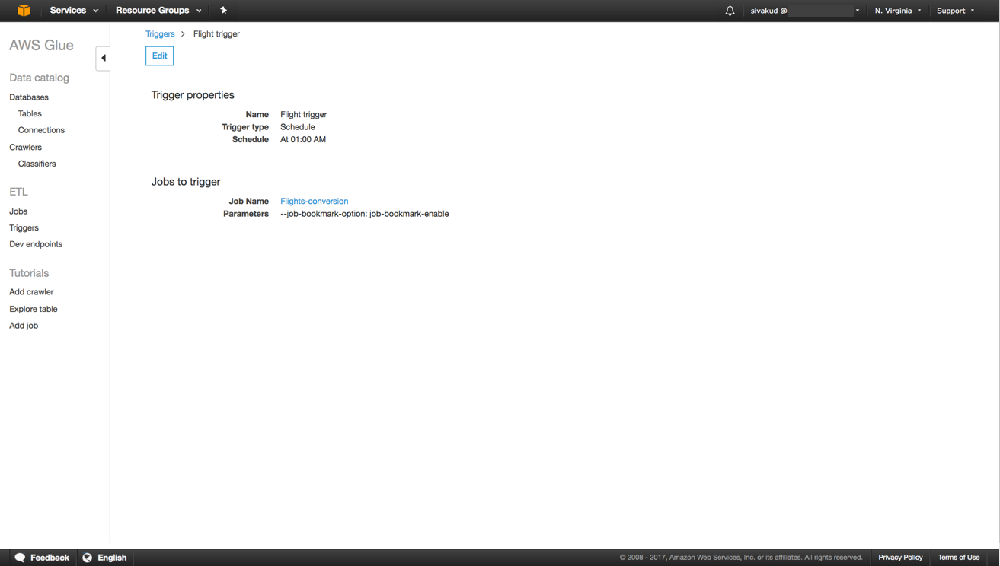 Services Resource Groups sivakud @ N. Virginia Support
AWS Glue
Data catalog
Databases
Tables
Connections
Crawlers
Classifiers
ETL
Jobs
Triggers
Dev endpoints
Tutorials
Add crawler
Explore table
Add job
Triggers > Flight trigger
Edit
Trigger properties
Name Flight trigger
Trigger type Schedule
Schedule At 01:00 AM
Jobs to trigger
Job Name Flights-conversion
Parameters --job-bookmark-option: job-bookmark-enable
Feedback English © 2008 - 2017, Amazon Web Services, Inc. or its affiliates. All rights reserved. Privacy Policy Terms of Use